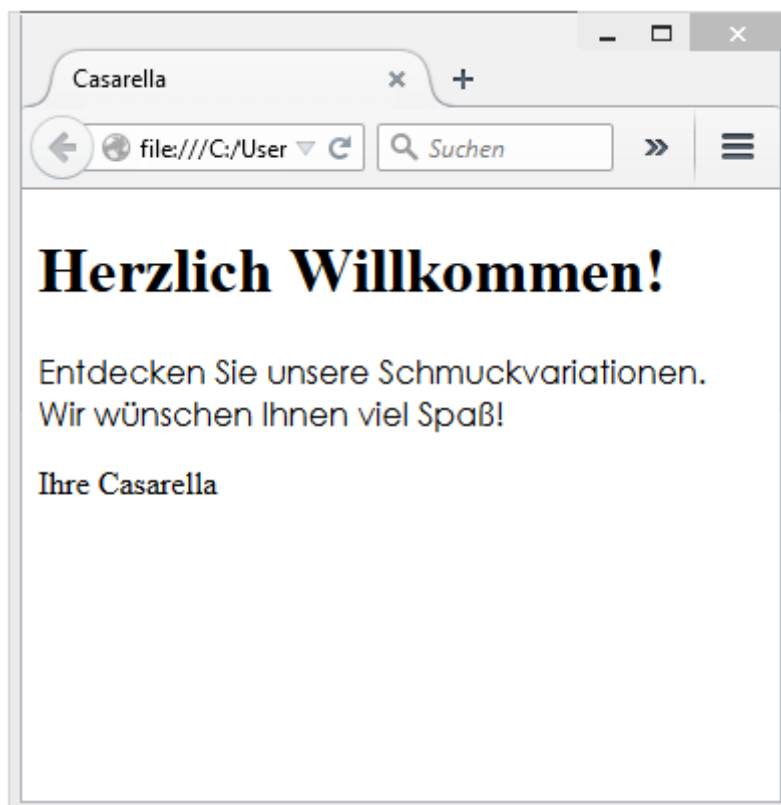 Casarella
file:///C:/User
Suchen
Herzlich Willkommen!
Entdecken Sie unsere Schmuckvariationen.
Wir wünschen Ihnen viel Spaß!
Ihre Casarella